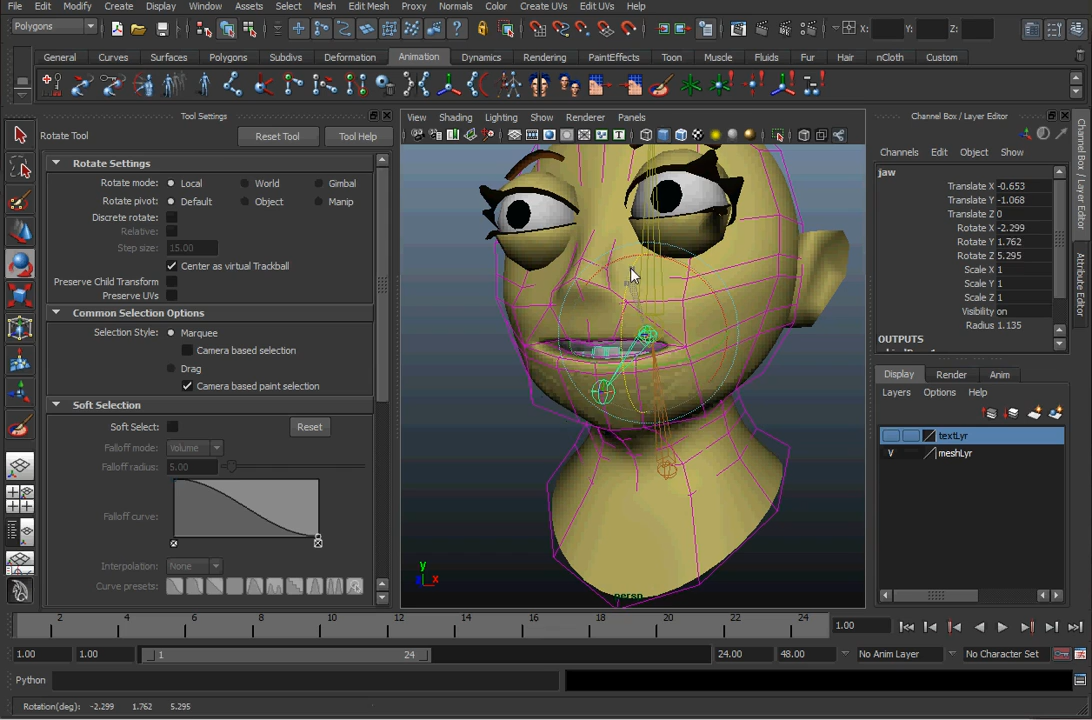 File Edit Modify Create Display Window Assets Select Mesh Edit Mesh Proxy Normals Color Create UVs Edit UVs Help
Polygons X: Y: Z:
General Curves Surfaces Polygons Subdivs Deformation Animation Dynamics Rendering PaintEffects Toon Muscle Fluids Fur Hair nCloth Custom
Tool Settings
Rotate Tool Reset Tool Tool Help
Rotate Settings
Rotate mode: Local World Gimbal
Rotate pivot: Default Object Manip
Discrete rotate:
Relative:
Step size: 15.00
Center as virtual Trackball
Preserve Child Transform
Preserve UVs
Common Selection Options
Selection Style: Marquee
Camera based selection
Drag
Camera based paint selection
Soft Selection
Soft Select: Reset
Falloff mode: Volume
Falloff radius: 5.00
Falloff curve:
Interpolation: None
Curve presets:
View Shading Lighting Show Renderer Panels
y
x
persp
Channel Box / Layer Editor
Channels Edit Object Show
jaw
Translate X -0.653
Translate Y -1.068
Translate Z 0
Rotate X -2.299
Rotate Y 1.762
Rotate Z 5.295
Scale X 1
Scale Y 1
Scale Z 1
Visibility on
Radius 1.135
OUTPUTS
Display Render Anim
Layers Options Help
textLyr
V meshLyr
Channel Box / Layer Editor
Attribute Editor
2 4 6 8 10 12 14 16 18 20 22 24 1.00
1.00 1.00 1 24 24.00 48.00 No Anim Layer No Character Set
Python
Rotation(deg): -2.299 1.762 5.295